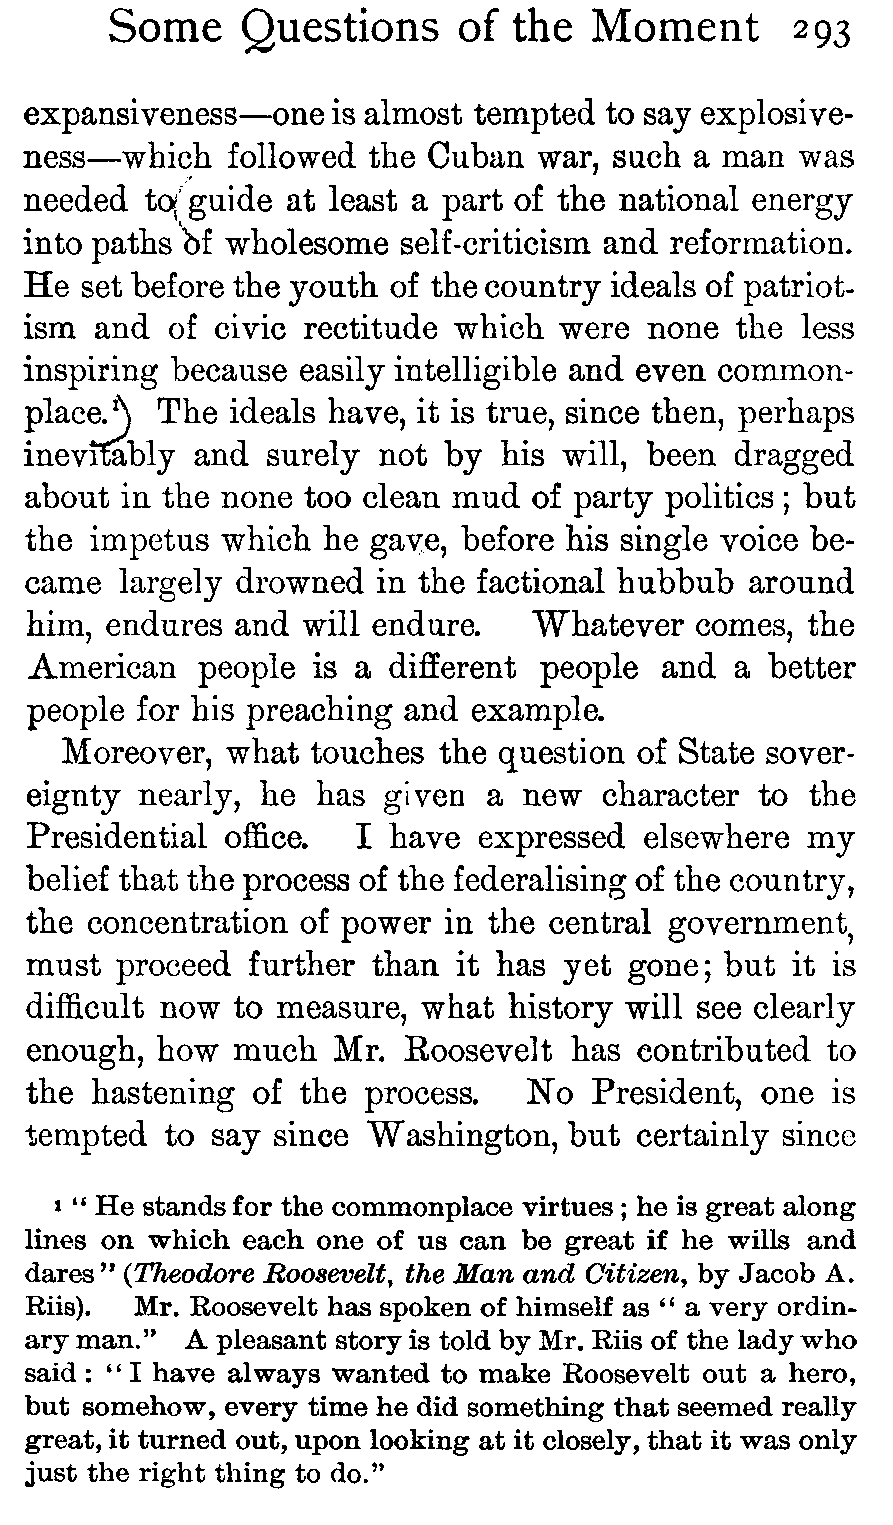 Some Questions of the Moment 293
expansiveness—one is almost tempted to say explosive-
ness—which followed the Cuban war, such a man was
needed to guide at least a part of the national energy
into paths of wholesome self-criticism and reformation.
He set before the youth of the country ideals of patriot-
ism and of civic rectitude which were none the less
inspiring because easily intelligible and even common-
place.¹ The ideals have, it is true, since then, perhaps
inevitably and surely not by his will, been dragged
about in the none too clean mud of party politics; but
the impetus which he gave, before his single voice be-
came largely drowned in the factional hubbub around
him, endures and will endure. Whatever comes, the
American people is a different people and a better
people for his preaching and example.
Moreover, what touches the question of State sover-
eignty nearly, he has given a new character to the
Presidential office. I have expressed elsewhere my
belief that the process of the federalising of the country,
the concentration of power in the central government,
must proceed further than it has yet gone; but it is
difficult now to measure, what history will see clearly
enough, how much Mr. Roosevelt has contributed to
the hastening of the process. No President, one is
tempted to say since Washington, but certainly since
¹ "He stands for the commonplace virtues; he is great along
lines on which each one of us can be great if he wills and
dares" (Theodore Roosevelt, the Man and Citizen, by Jacob A.
Riis). Mr. Roosevelt has spoken of himself as "a very ordin-
ary man." A pleasant story is told by Mr. Riis of the lady who
said: "I have always wanted to make Roosevelt out a hero,
but somehow, every time he did something that seemed really
great, it turned out, upon looking at it closely, that it was only
just the right thing to do."